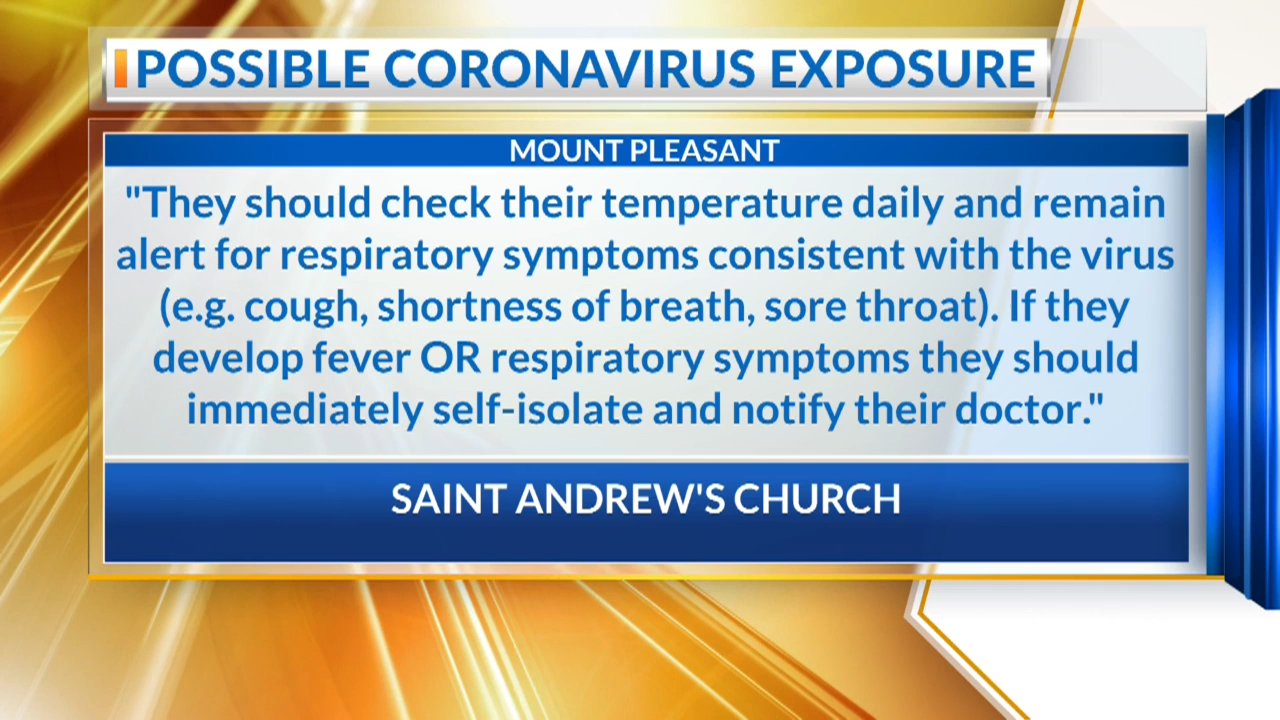 POSSIBLE CORONAVIRUS EXPOSURE
MOUNT PLEASANT
"They should check their temperature daily and remain
alert for respiratory symptoms consistent with the virus
(e.g. cough, shortness of breath, sore throat). If they
develop fever OR respiratory symptoms they should
immediately self-isolate and notify their doctor."
SAINT ANDREW'S CHURCH